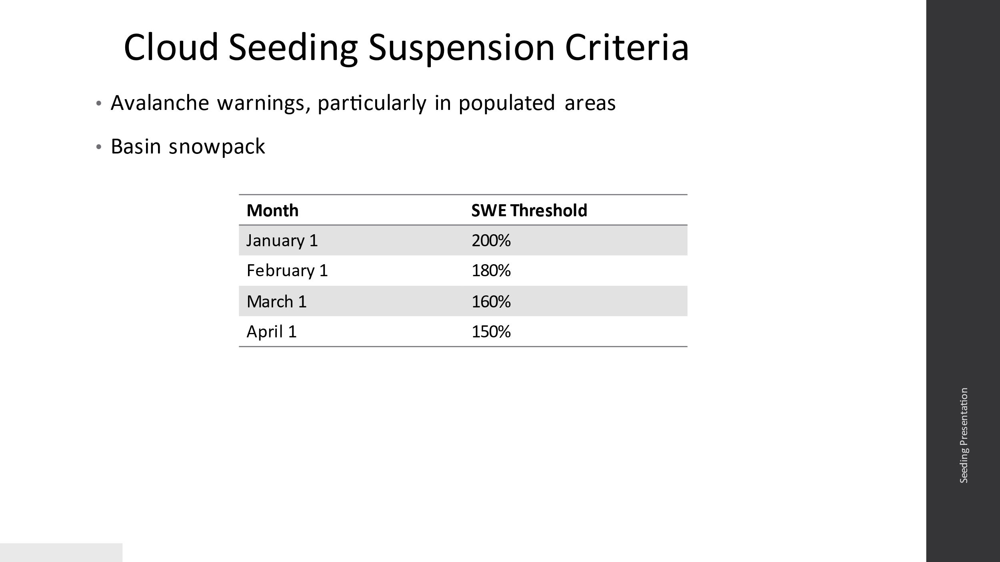 Cloud Seeding Suspension Criteria
• Avalanche warnings, particularly in populated areas
• Basin snowpack
Month SWE Threshold
January 1 200%
February 1 180%
March 1 160%
April 1 150%
Seeding Presentation